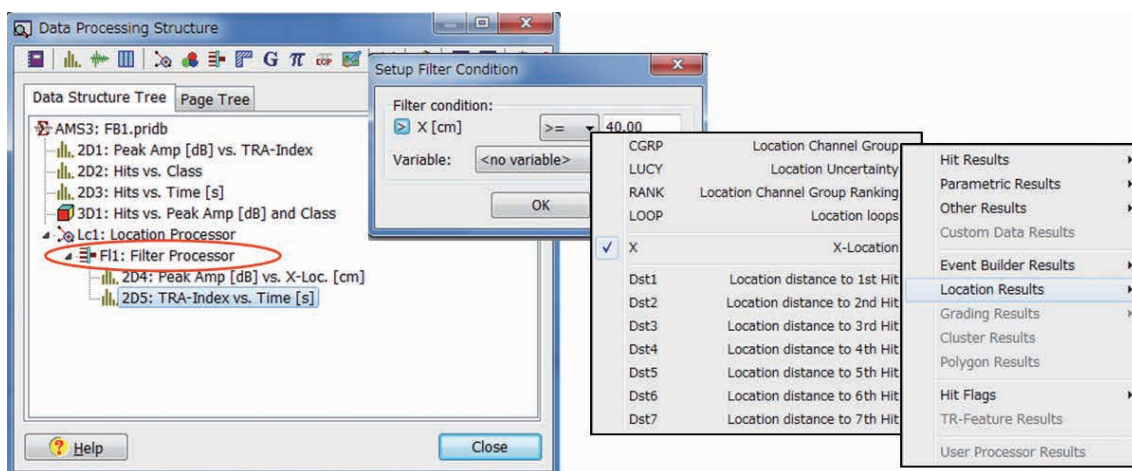 Data Processing Structure
G π EOP
Data Structure Tree Page Tree
AMS3: FB1.pridb
2D1: Peak Amp [dB] vs. TRA-Index
2D2: Hits vs. Class
2D3: Hits vs. Time [s]
3D1: Hits vs. Peak Amp [dB] and Class
Lc1: Location Processor
Fl1: Filter Processor
2D4: Peak Amp [dB] vs. X-Loc. [cm]
2D5: TRA-Index vs. Time [s]
Help Close
Setup Filter Condition
Filter condition:
X [cm] >= 40.00
Variable: <no variable>
OK
CGRP Location Channel Group
LUCY Location Uncertainty
RANK Location Channel Group Ranking
LOOP Location loops
X X-Location
Dst1 Location distance to 1st Hit
Dst2 Location distance to 2nd Hit
Dst3 Location distance to 3rd Hit
Dst4 Location distance to 4th Hit
Dst5 Location distance to 5th Hit
Dst6 Location distance to 6th Hit
Dst7 Location distance to 7th Hit
Hit Results
Parametric Results
Other Results
Custom Data Results
Event Builder Results
Location Results
Grading Results
Cluster Results
Polygon Results
Hit Flags
TR-Feature Results
User Processor Results